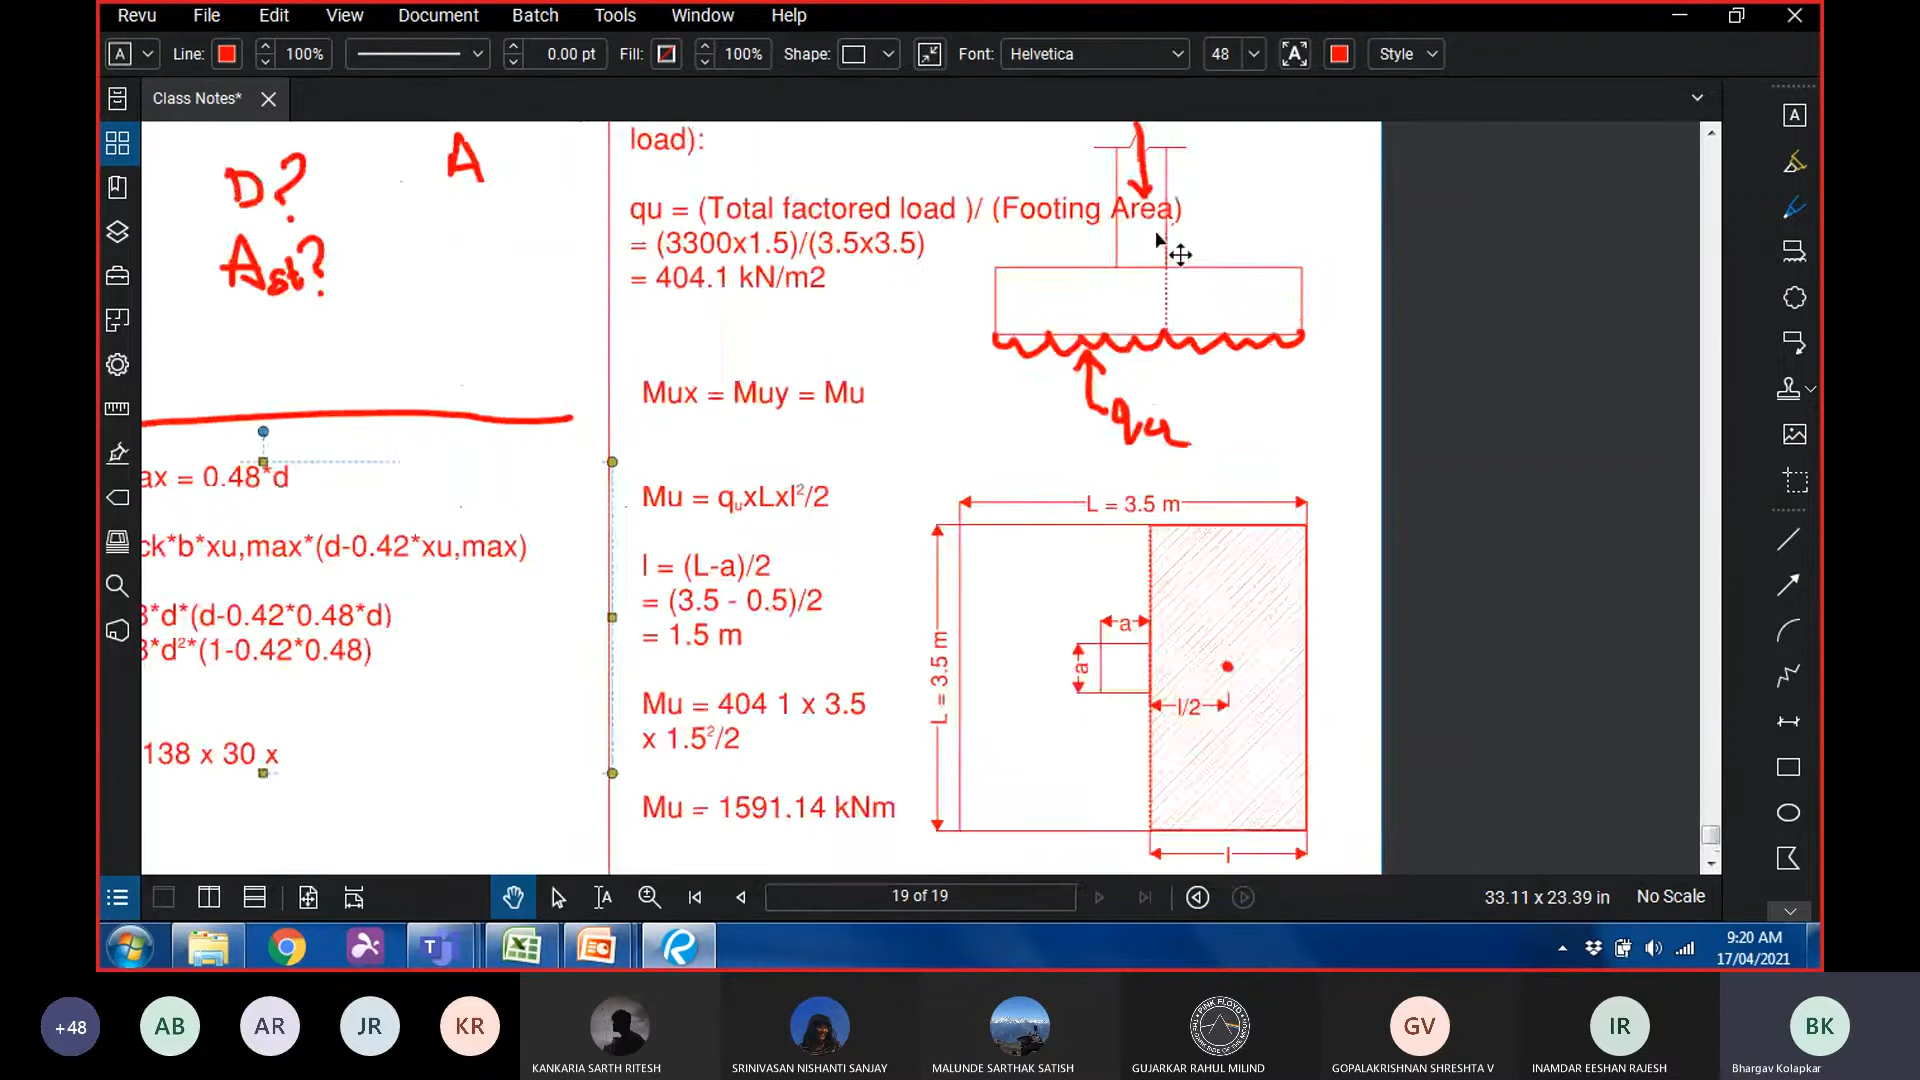 Revu File Edit View Document Batch Tools Window Help
A Line: 100% 0.00 pt Fill: 100% Shape: Font: Helvetica 48 A Style
Class Notes*
A
D?
Ast?
ax = 0.48*d
ck*b*xu,max*(d-0.42*xu,max)
*d*(d-0.42*0.48*d)
*d²*(1-0.42*0.48)
138 x 30 x
load):
qu = (Total factored load )/ (Footing Area)
= (3300x1.5)/(3.5x3.5)
= 404.1 kN/m2
qu
Mux = Muy = Mu
Mu = quxLxl²/2
l = (L-a)/2
= (3.5 - 0.5)/2
= 1.5 m
Mu = 404 1 x 3.5
x 1.5²/2
Mu = 1591.14 kNm
L = 3.5 m
L = 3.5 m
a
a
l/2
l
A
19 of 19
33.11 x 23.39 in No Scale
9:20 AM
17/04/2021
+48 AB AR JR KR GV IR BK
PINK FLOYD
KANKARIA SARTH RITESH
SRINIVASAN NISHANTI SANJAY
MALUNDE SARTHAK SATISH
GUJARKAR RAHUL MILIND
GOPALAKRISHNAN SHRESHTA V
INAMDAR EESHAN RAJESH
Bhargav Kolapkar